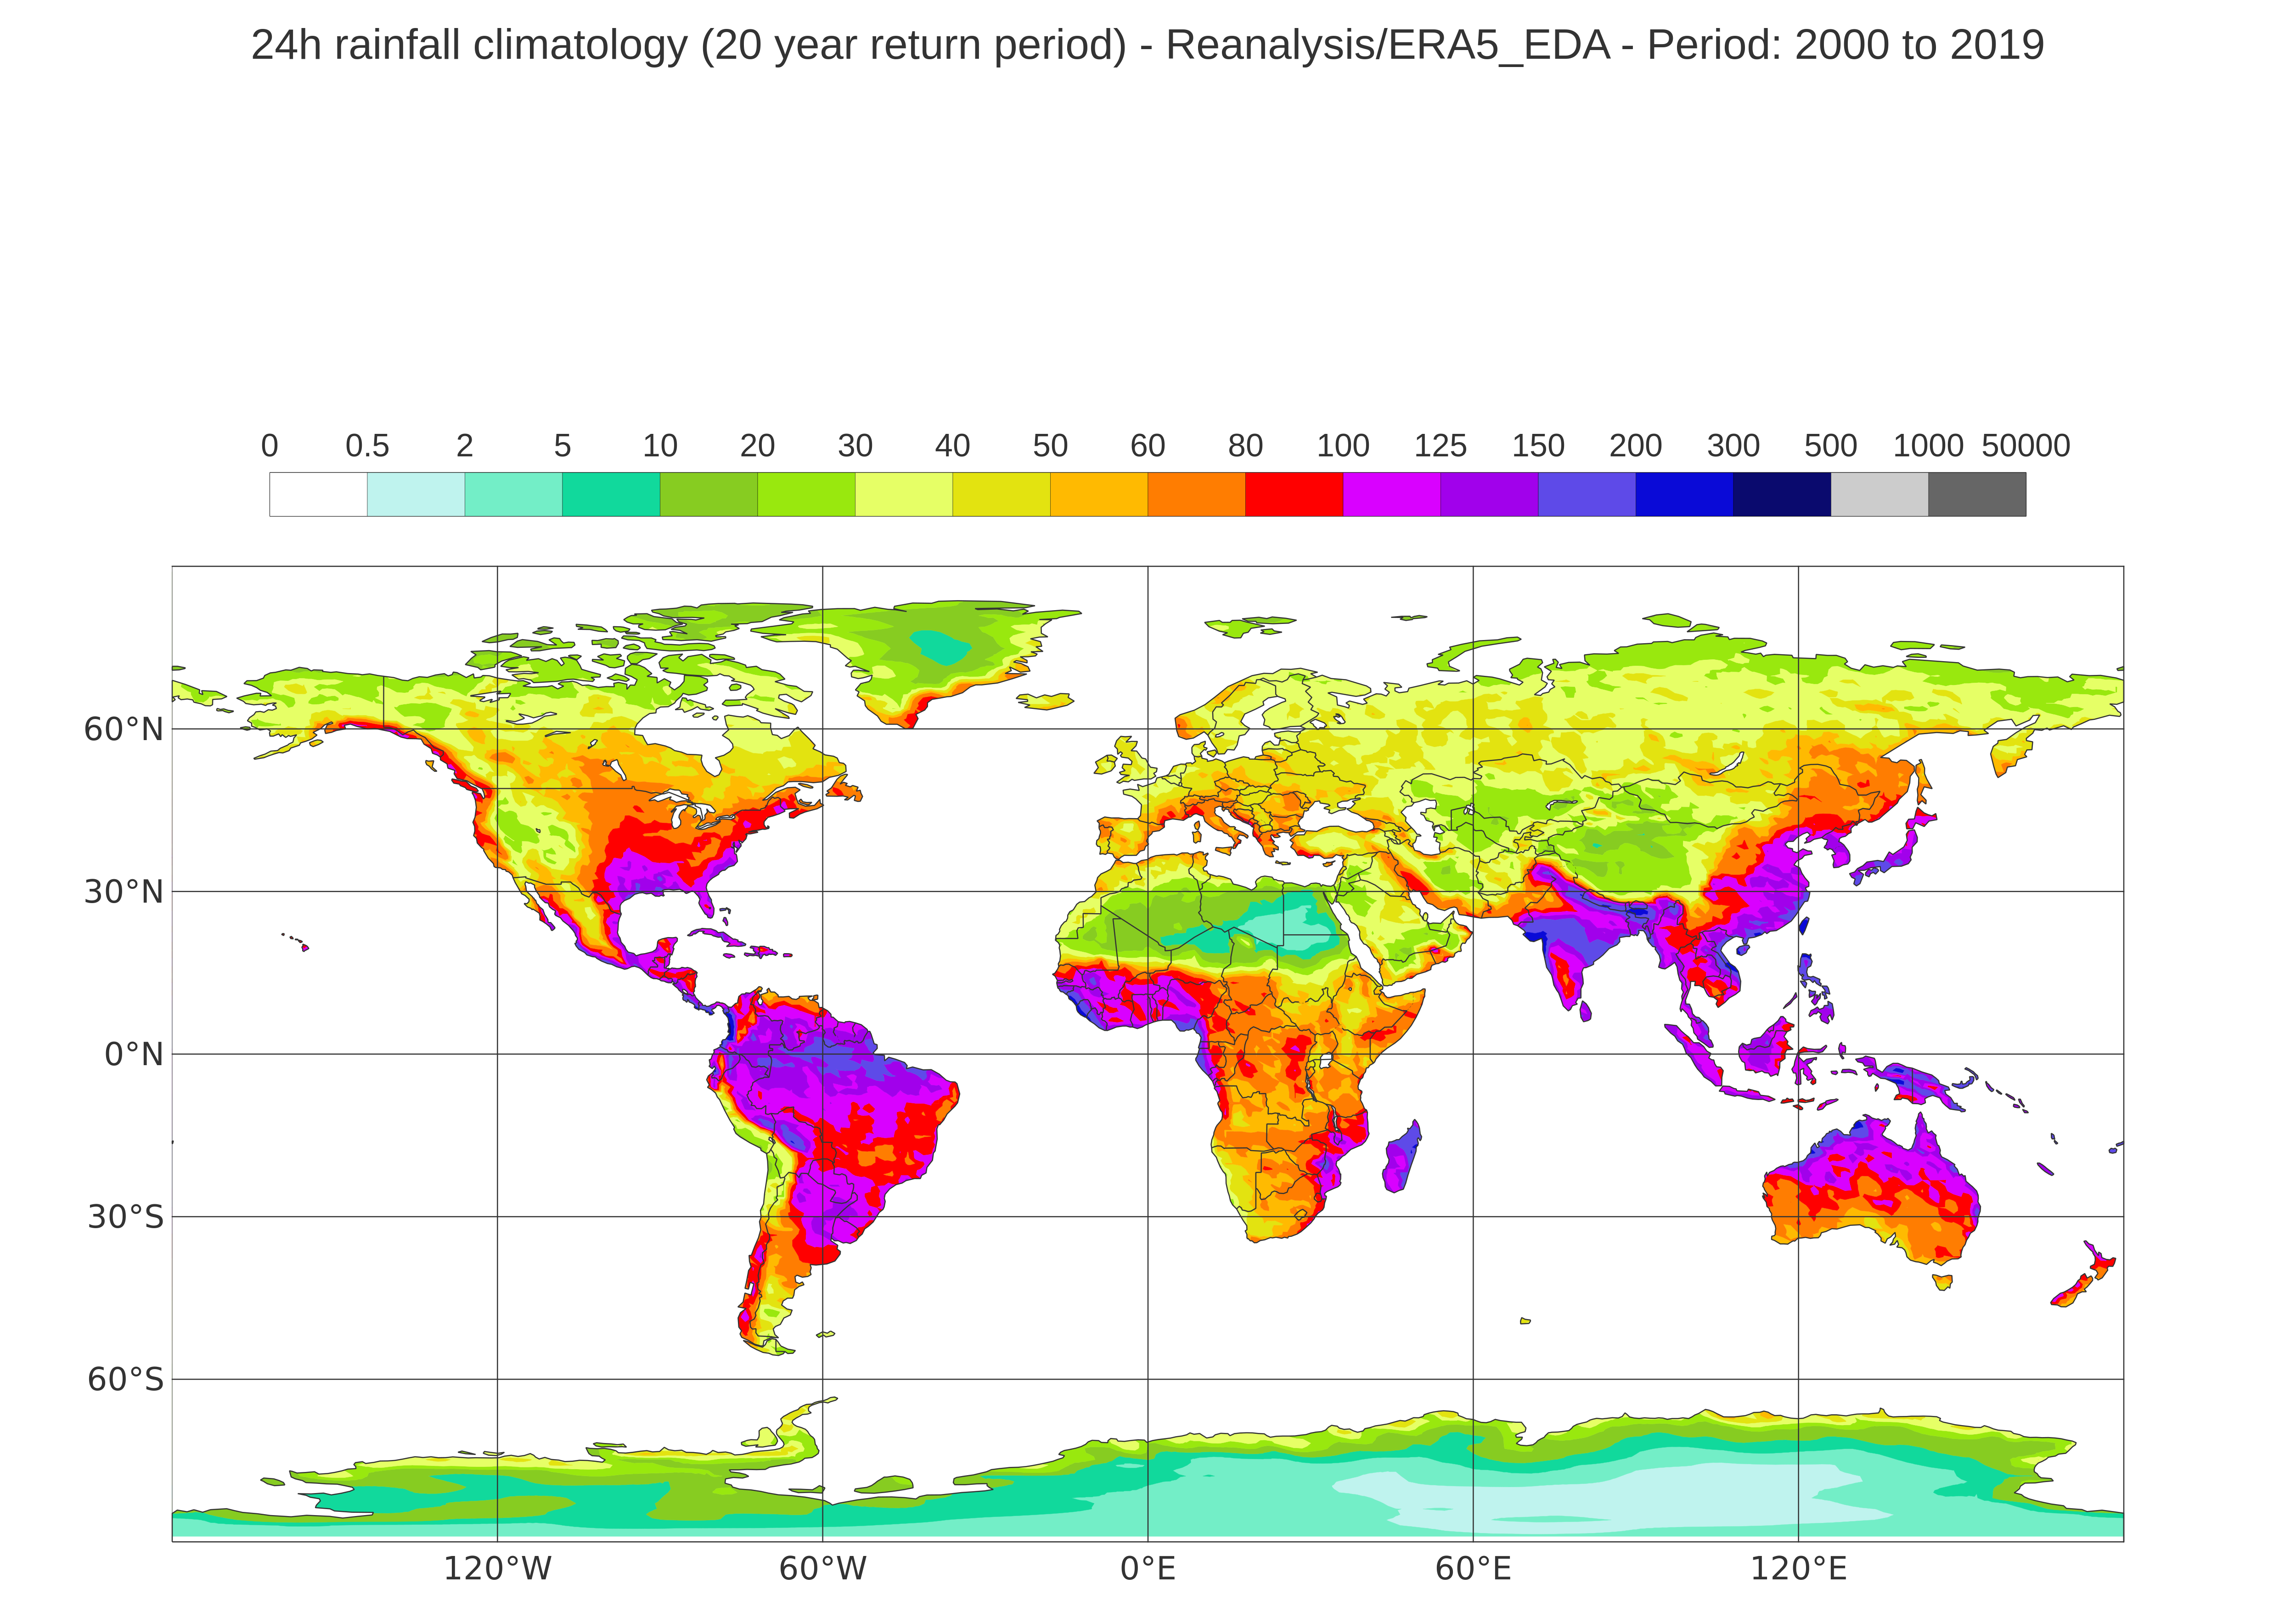 24h rainfall climatology (20 year return period) - Reanalysis/ERA5_EDA - Period: 2000 to 2019
0 0.5 2 5 10 20 30 40 50 60 80 100 125 150 200 300 500 1000 50000
60°N
30°N
0°N
30°S
60°S
120°W 60°W 0°E 60°E 120°E